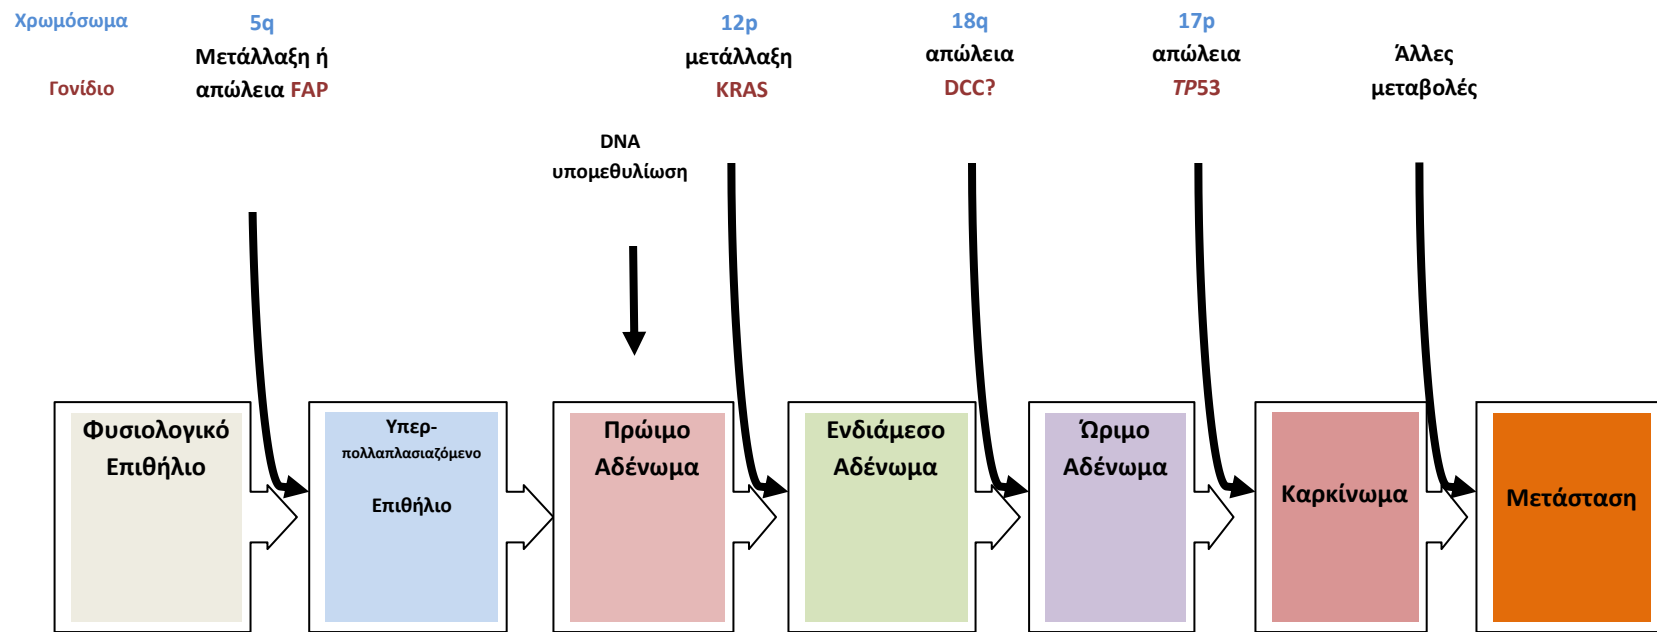 Χρωμόσωμα
5q
12p
18q
17p
Μετάλλαξη ή
μετάλλαξη
απώλεια
απώλεια
Άλλες
Γονίδιο
απώλεια FAP
KRAS
DCC?
TP53
μεταβολές
DNA
υπομεθυλίωση
Φυσιολογικό
Επιθήλιο
Υπερ-
πολλαπλασιαζόμενο
Επιθήλιο
Πρώιμο
Αδένωμα
Ενδιάμεσο
Αδένωμα
Ώριμο
Αδένωμα
Καρκίνωμα
Μετάσταση